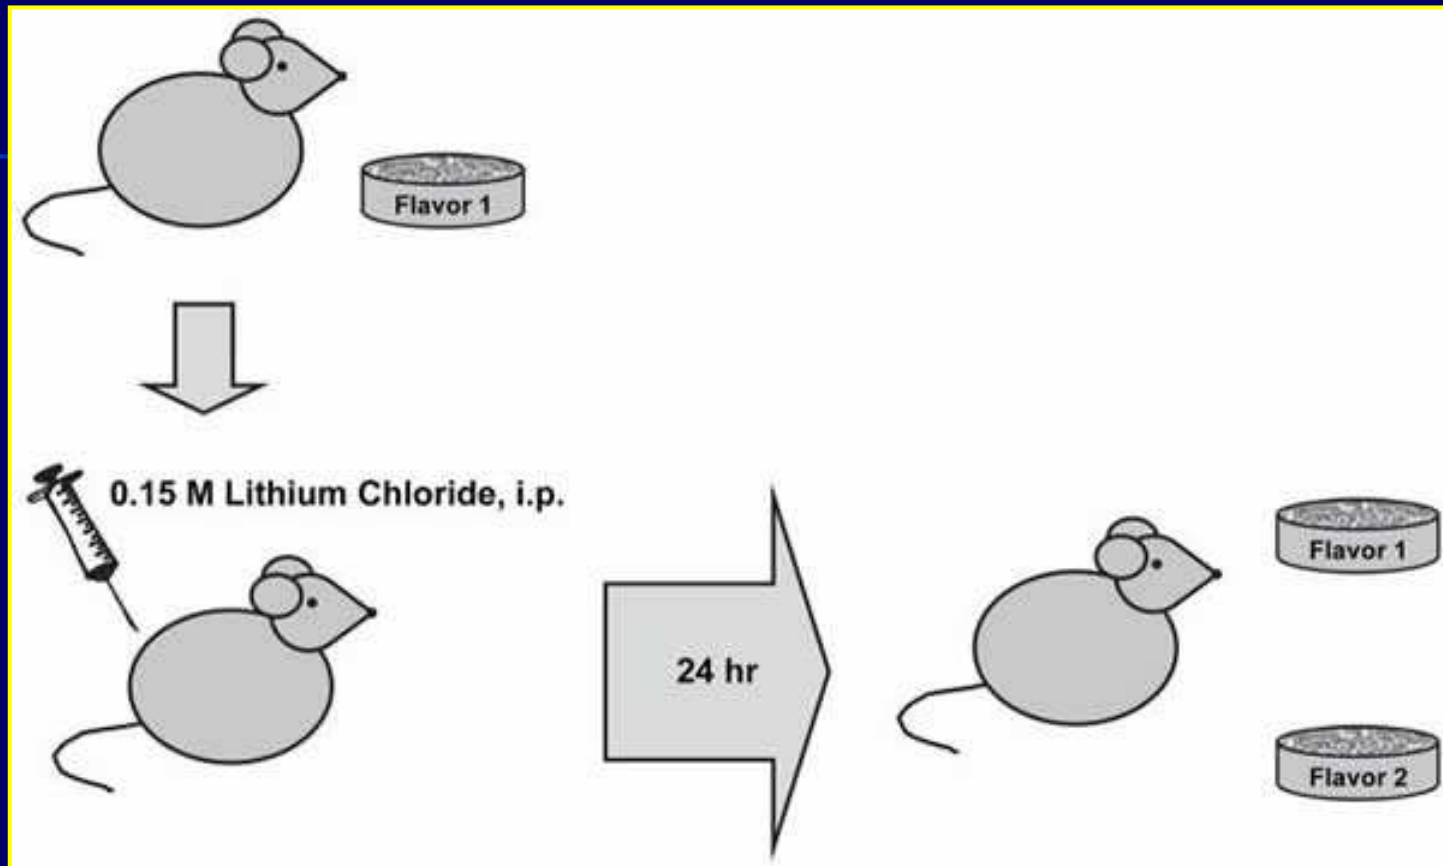 Flavor 1
0.15 M Lithium Chloride, i.p.
24 hr
Flavor 1
Flavor 2